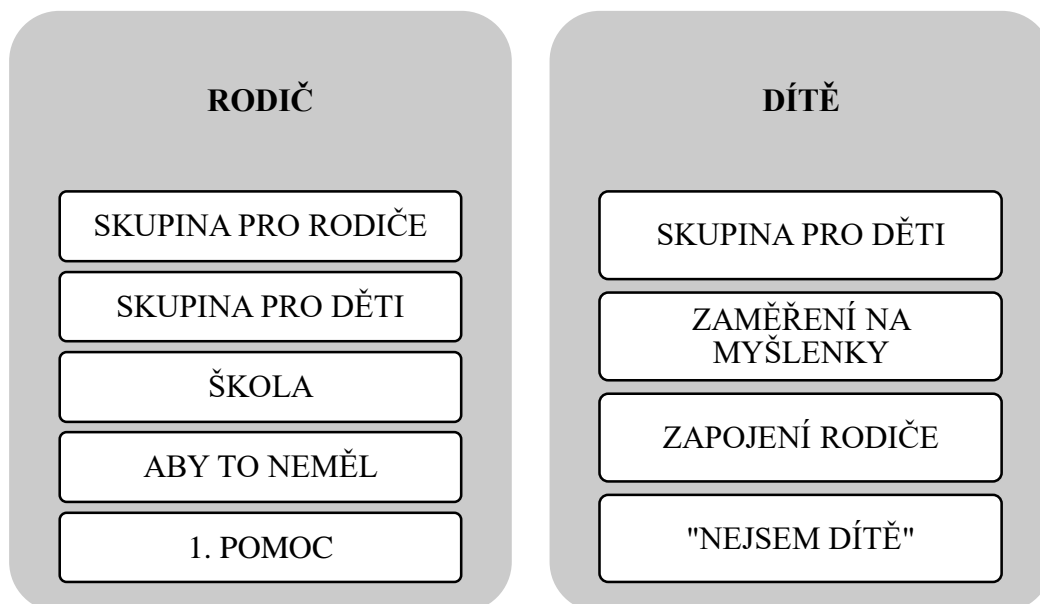 RODIČ
SKUPINA PRO RODIČE
SKUPINA PRO DĚTI
ŠKOLA
ABY TO NEMĚL
1. POMOC
DÍTĚ
SKUPINA PRO DĚTI
ZAMĚŘENÍ NA
MYŠLENKY
ZAPOJENÍ RODIČE
"NEJSEM DÍTĚ"